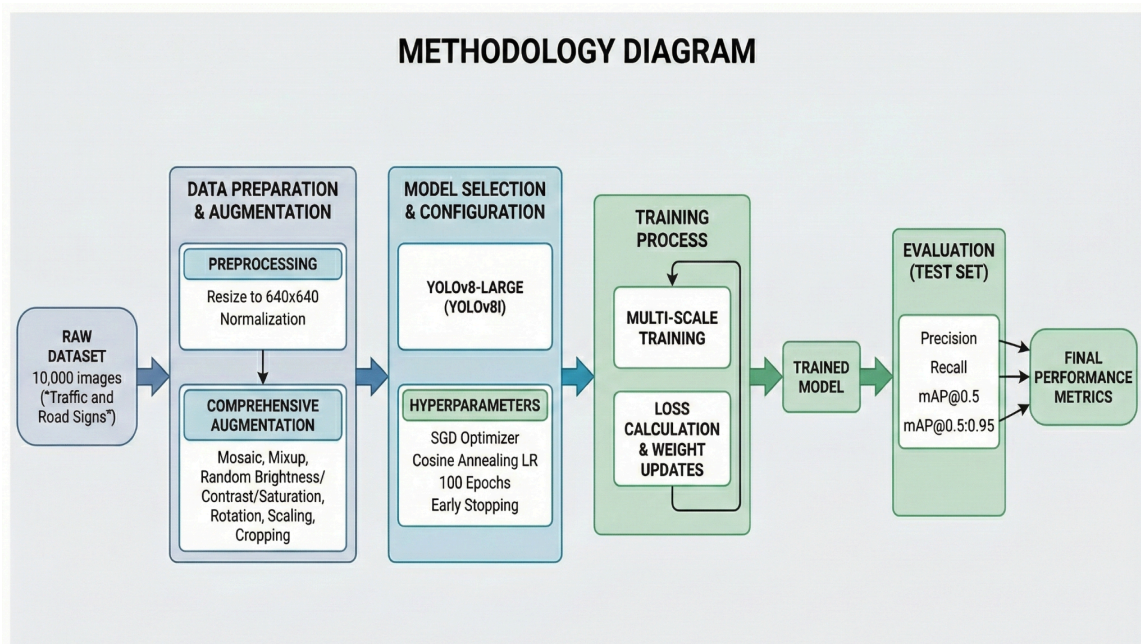 METHODOLOGY DIAGRAM
RAW
DATASET
10,000 images
("Traffic and
Road Signs")
DATA PREPARATION
& AUGMENTATION
PREPROCESSING
Resize to 640x640
Normalization
COMPREHENSIVE
AUGMENTATION
Mosaic, Mixup,
Random Brightness/
Contrast/Saturation,
Rotation, Scaling,
Cropping
MODEL SELECTION
& CONFIGURATION
YOLOv8-LARGE
(YOLOv8l)
HYPERPARAMETERS
SGD Optimizer
Cosine Annealing LR
100 Epochs
Early Stopping
TRAINING
PROCESS
MULTI-SCALE
TRAINING
LOSS
CALCULATION
& WEIGHT
UPDATES
TRAINED
MODEL
EVALUATION
(TEST SET)
Precision
Recall
mAP@0.5
mAP@0.5:0.95
FINAL
PERFORMANCE
METRICS